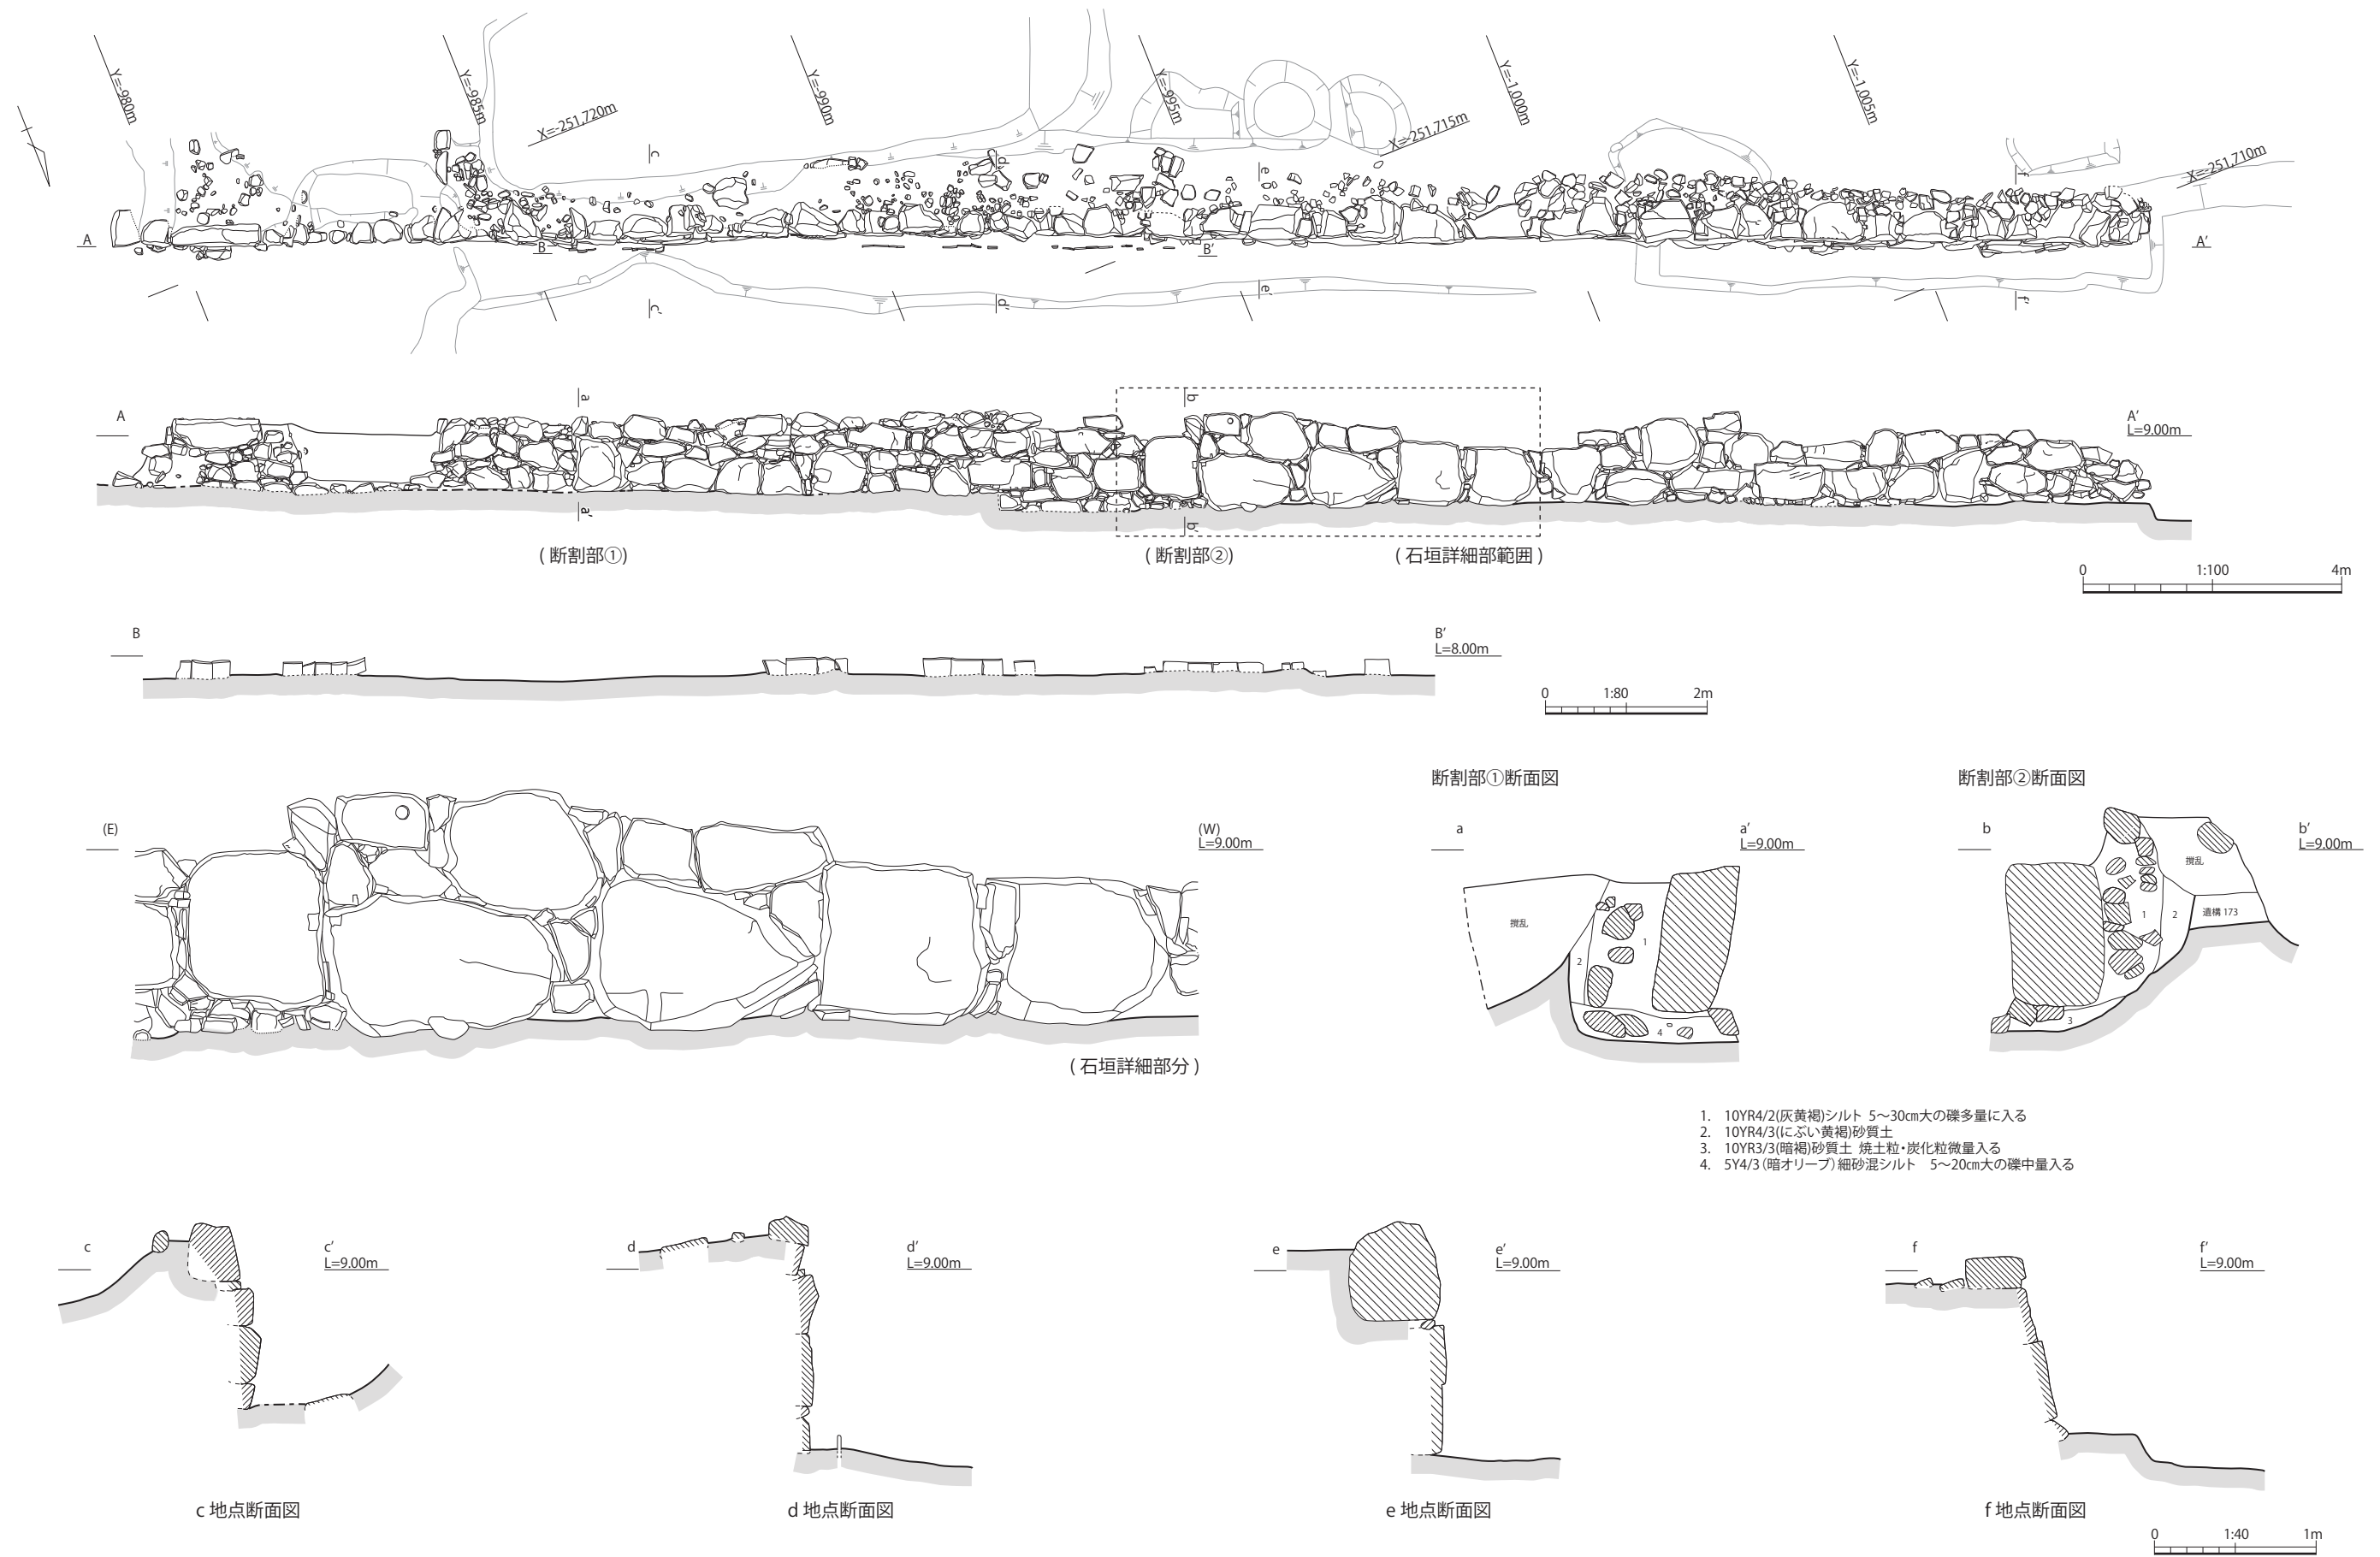 Y=-980m
Y=-985m
Y=-990m
Y=-995m
Y=-1,000m
Y=-1,005m
X=-251,720m
X=-251,715m
X=-251,710m
c
d
e
f
A
B
B′
A′
c′
d′
e′
f′
a
b
A
A′
L=9.00m
a′
b′
( 断割部①)
( 断割部②)
( 石垣詳細部範囲 )
0 1:100 4m
B
B′
L=8.00m
0 1:80 2m
断割部①断面図
断割部②断面図
(E)
(W)
L=9.00m
a
a′
L=9.00m
b
b′
L=9.00m
撹乱
1
2
4
撹乱
1
2
遺構 173
3
( 石垣詳細部分 )
1. 10YR4/2(灰黄褐)シルト 5～30㎝大の礫多量に入る
2. 10YR4/3(にぶい黄褐)砂質土
3. 10YR3/3(暗褐)砂質土 焼土粒・炭化粒微量入る
4. 5Y4/3（暗オリーブ）細砂混シルト 5～20㎝大の礫中量入る
c
c′
L=9.00m
d
d′
L=9.00m
e
e′
L=9.00m
f
f′
L=9.00m
c 地点断面図
d 地点断面図
e 地点断面図
f 地点断面図
0 1:40 1m